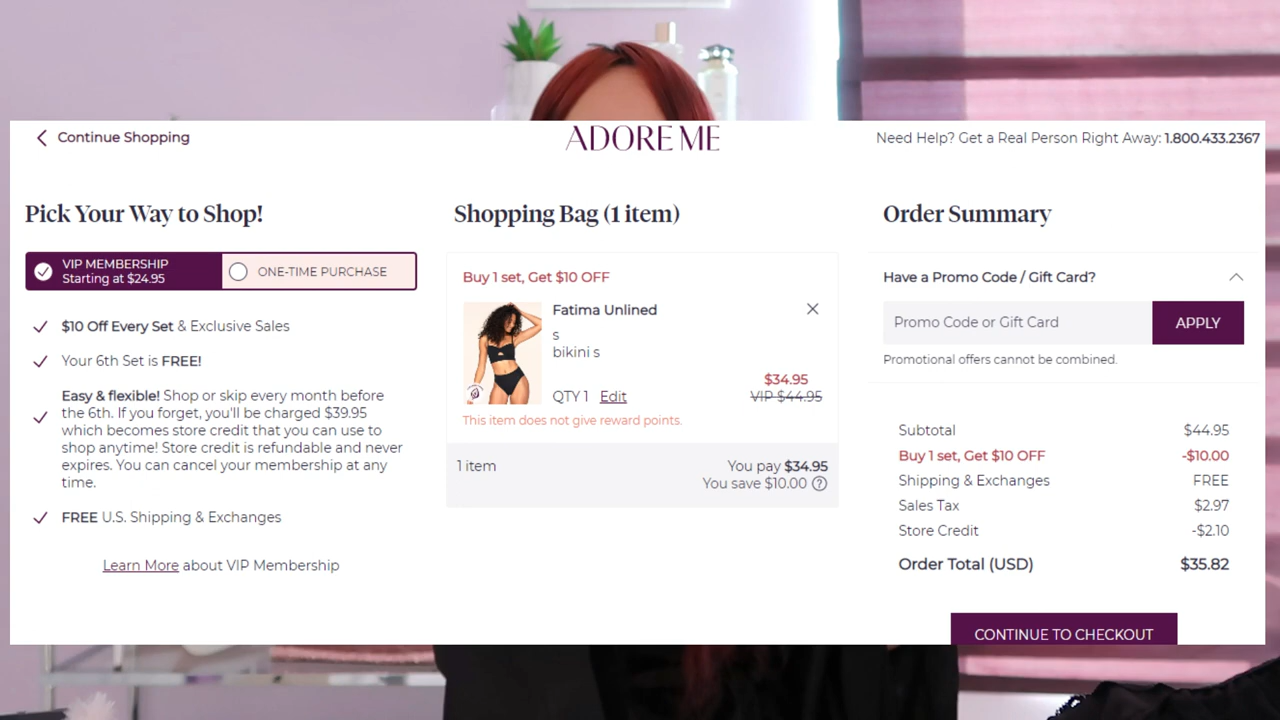 Continue Shopping
ADORE ME
Need Help? Get a Real Person Right Away: 1.800.433.2367
Pick Your Way to Shop!
VIP MEMBERSHIP
Starting at $24.95
ONE-TIME PURCHASE
$10 Off Every Set & Exclusive Sales
Your 6th Set is FREE!
Easy & flexible! Shop or skip every month before
the 6th. If you forget, you'll be charged $39.95
which becomes store credit that you can use to
shop anytime! Store credit is refundable and never
expires. You can cancel your membership at any
time.
FREE U.S. Shipping & Exchanges
Learn More about VIP Membership
Shopping Bag (1 item)
Buy 1 set, Get $10 OFF
Fatima Unlined
s
bikini s
$34.95
QTY 1 Edit
VIP $44.95
This item does not give reward points.
1 item
You pay $34.95
You save $10.00 ?
Order Summary
Have a Promo Code / Gift Card?
Promo Code or Gift Card
APPLY
Promotional offers cannot be combined.
Subtotal $44.95
Buy 1 set, Get $10 OFF -$10.00
Shipping & Exchanges FREE
Sales Tax $2.97
Store Credit -$2.10
Order Total (USD) $35.82
CONTINUE TO CHECKOUT